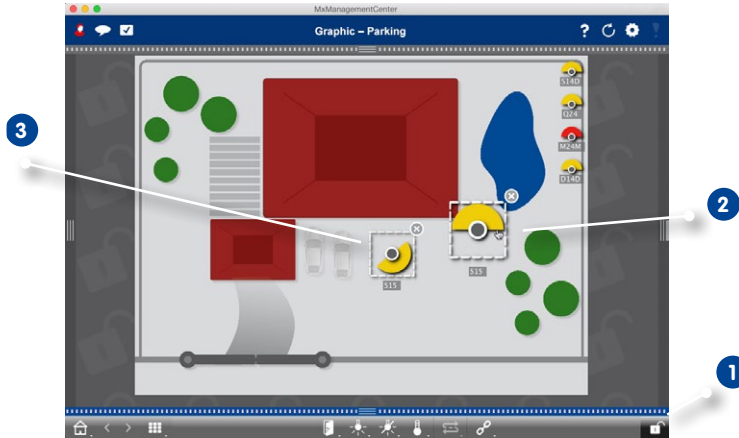 MxManagementCenter
Graphic – Parking
?
S14D
Q24
M24M
D14D
3
2
S15
S15
1